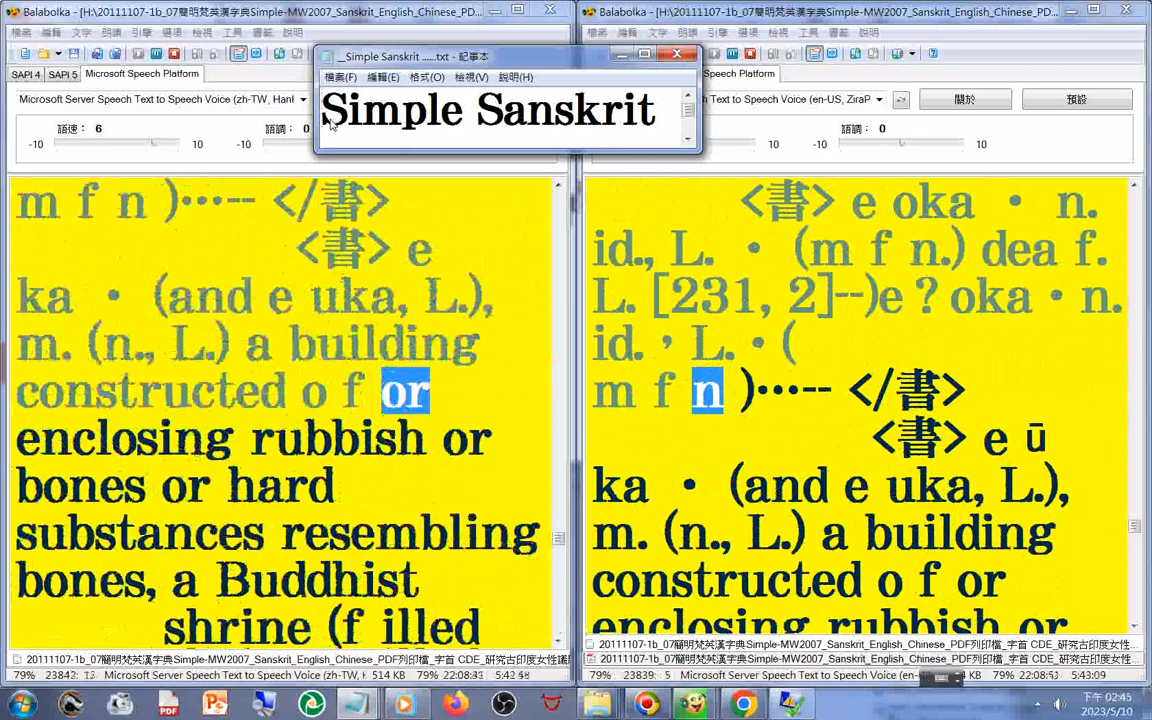 Balabolka - [H:\20111107-1b_07簡明梵英漢字典Simple-MW2007_Sanskrit_English_Chinese_PD...
檔案 編輯 文字 朗讀 引擎 選項 檢視 工具 書籤 說明
SAPI 4 SAPI 5 Microsoft Speech Platform
Microsoft Server Speech Text to Speech Voice (zh-TW, HanH
語速： 6 語調： 0
-10 10 -10
m f n )…-- </書>
<書> e
ka • (and e uka, L.),
m. (n., L.) a building
constructed o f or
enclosing rubbish or
bones or hard
substances resembling
bones, a Buddhist
shrine (f illed
20111107-1b_07簡明梵英漢字典Simple-MW2007_Sanskrit_English_Chinese_PDF列印檔_字首 CDE_研究古印度女性議
79% Microsoft Server Speech Text to Speech Voice (zh-TW, H 514 KB 79% 22:08:
__Simple Sanskrit ......txt - 記事本
檔案(F) 編輯(E) 格式(O) 檢視(V) 說明(H)
Simple Sanskrit
Balabolka - [H:\20111107-1b_07簡明梵英漢字典Simple-MW2007_Sanskrit_English_Chinese_PD...
檔案 編輯 文字 朗讀 引擎 選項 檢視 工具 書籤 說明
Speech Platform
Microsoft Server Speech Text to Speech Voice (en-US, ZiraP
關於 預設
語調： 0
10 -10 10
<書> e oka • n.
id., L. • (m f n.) dea f.
L. [231, 2]--)e？oka•n.
id.，L.•(
m f n )…-- </書>
<書> e ū
ka • (and e uka, L.),
m. (n., L.) a building
constructed o f or
enclosing rubbish or
20111107-1b_07簡明梵英漢字典Simple-MW2007_Sanskrit_English_Chinese_PDF列印檔_字首 CDE_研究古印度女性
20111107-1b_07簡明梵英漢字典Simple-MW2007_Sanskrit_English_Chinese_PDF列印檔_字首 CDE_研究古印度女性
79% Microsoft Server Speech Text to Speech Voice 79% 5:43:09
下午 02:45
2023/5/10